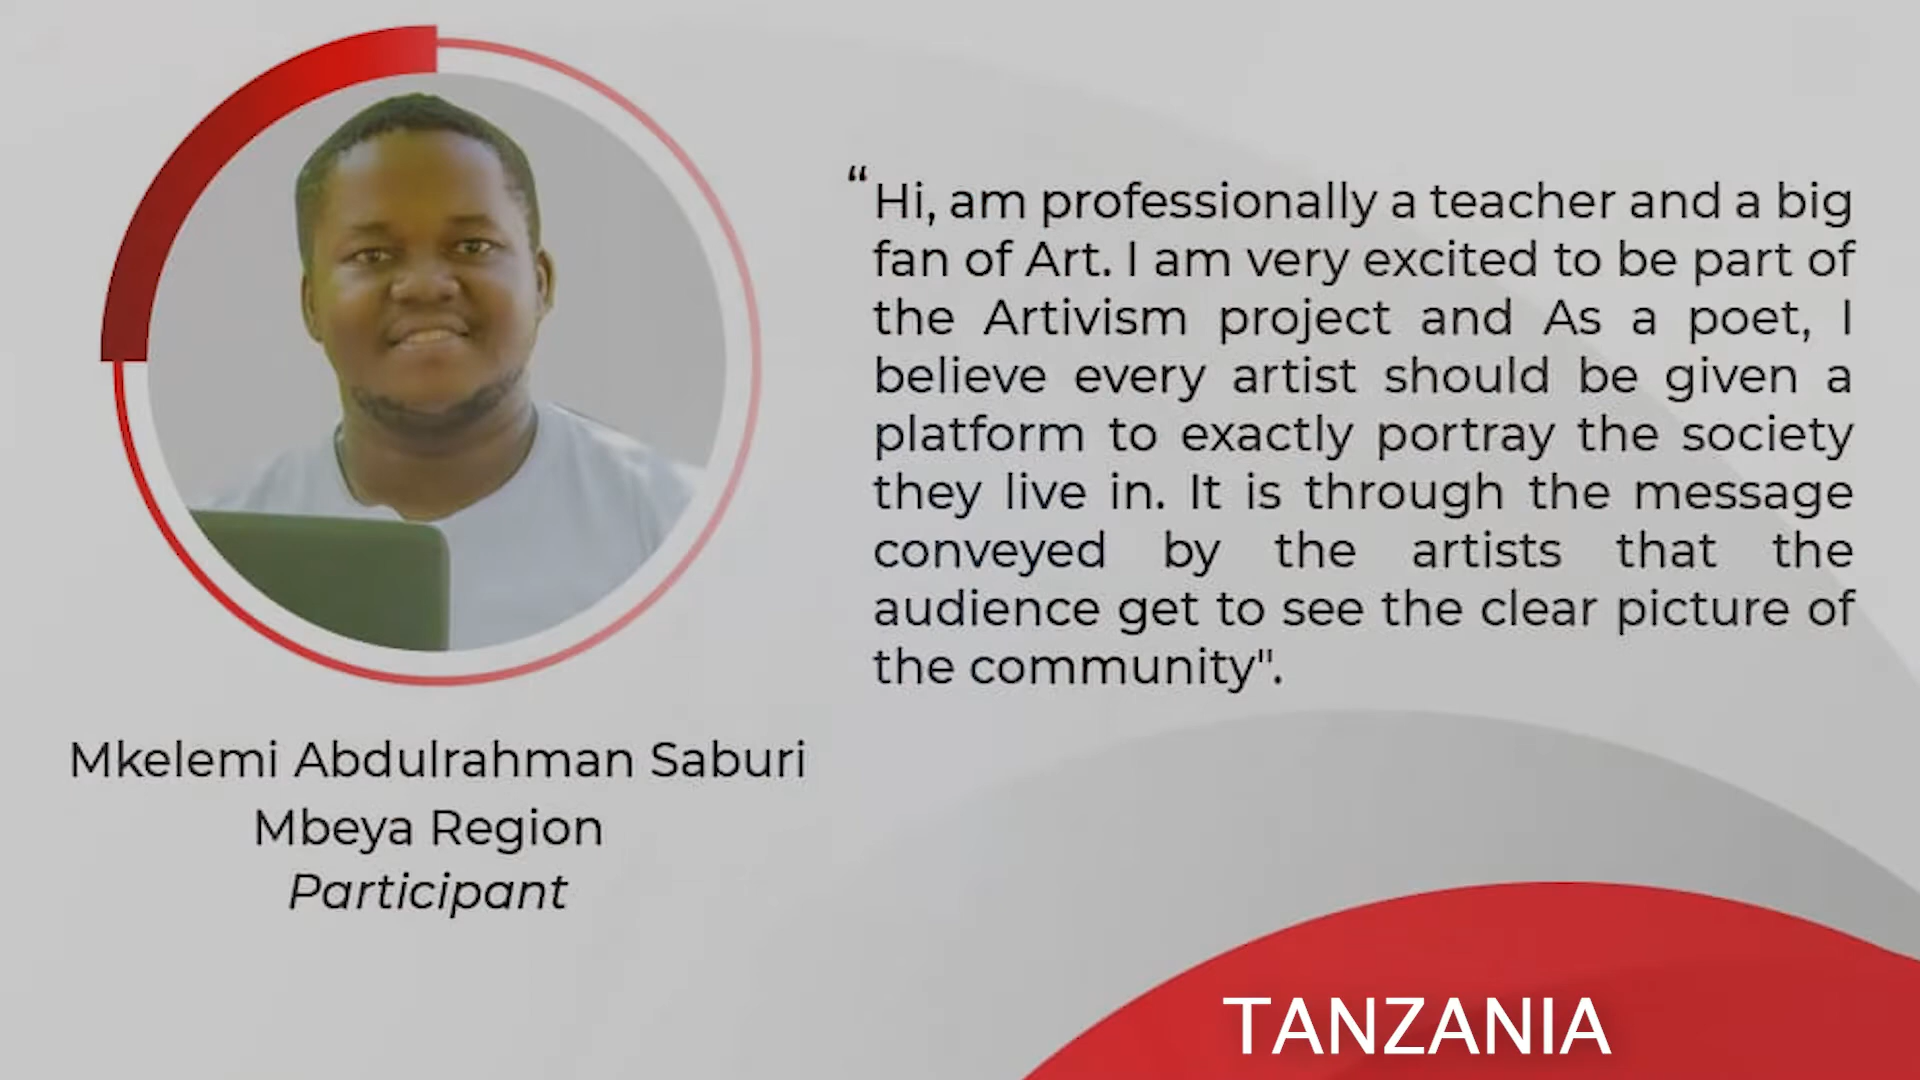 “Hi, am professionally a teacher and a big
fan of Art. I am very excited to be part of
the Artivism project and As a poet, I
believe every artist should be given a
platform to exactly portray the society
they live in. It is through the message
conveyed by the artists that the
audience get to see the clear picture of
the community".
Mkelemi Abdulrahman Saburi
Mbeya Region
Participant
TANZANIA